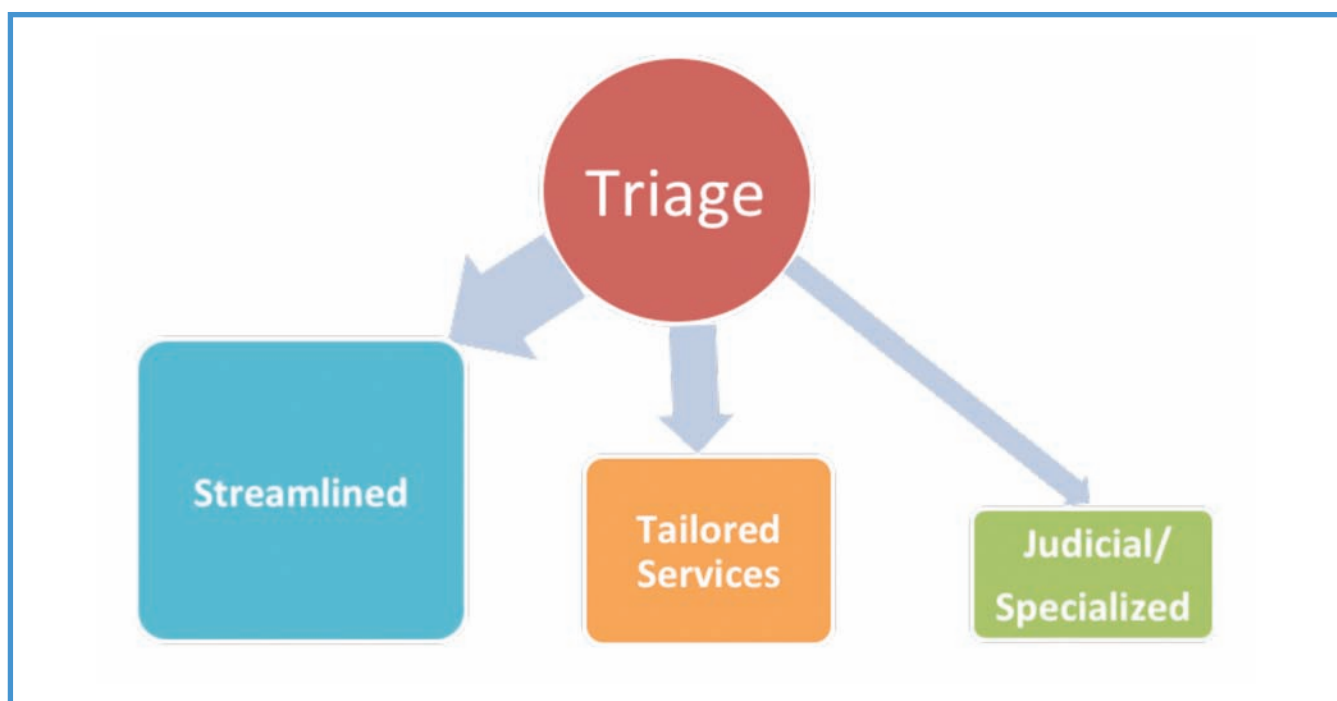 Triage
Streamlined
Tailored
Services
Judicial/
Specialized